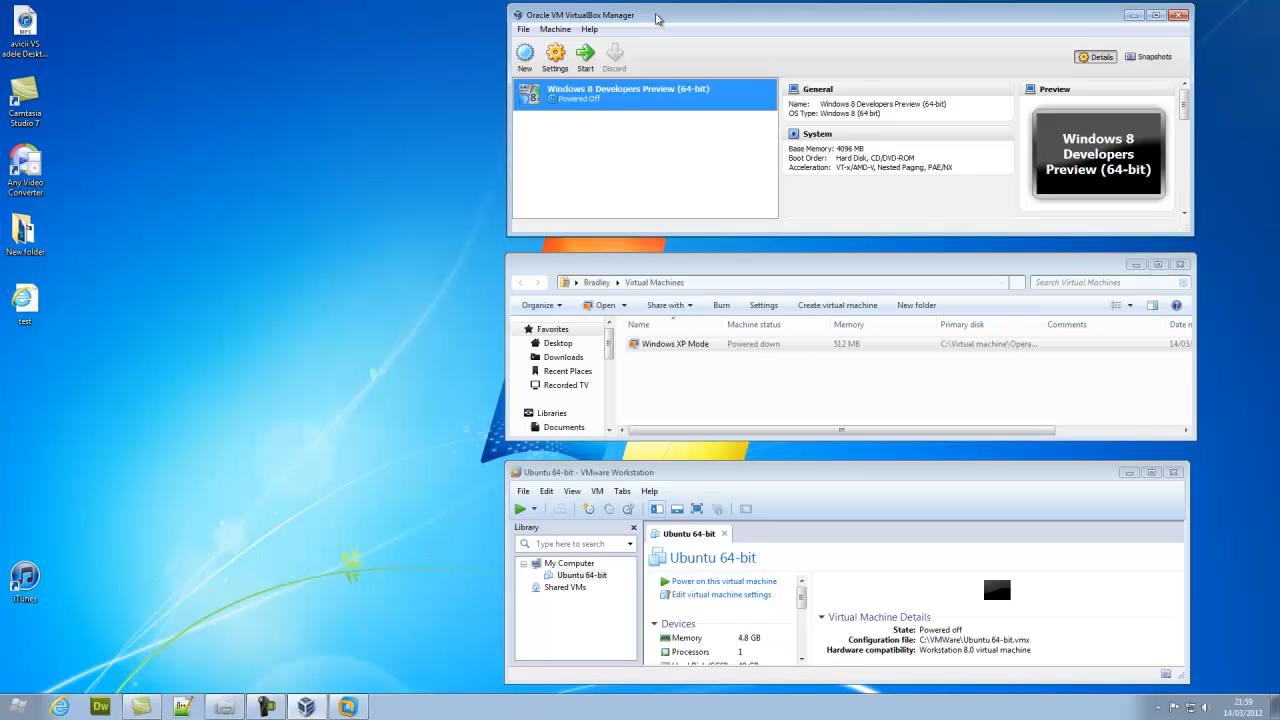 MP3
avicii VS
adele Deskt...
Camtasia
Studio 7
Any Video
Converter
New folder
test
iTunes
Oracle VM VirtualBox Manager
File Machine Help
New Settings Start Discard
Details Snapshots
Windows 8 Developers Preview (64-bit)
Powered Off
General
Name: Windows 8 Developers Preview (64-bit)
OS Type: Windows 8 (64 bit)
System
Base Memory: 4096 MB
Boot Order: Hard Disk, CD/DVD-ROM
Acceleration: VT-x/AMD-V, Nested Paging, PAE/NX
Preview
Windows 8
Developers
Preview (64-bit)
Bradley Virtual Machines
Search Virtual Machines
Organize Open Share with Burn Settings Create virtual machine New folder
Favorites
Desktop
Downloads
Recent Places
Recorded TV
Libraries
Documents
Name Machine status Memory Primary disk Comments Date n
Windows XP Mode Powered down 512 MB C:\Virtual machine\Opera... 14/03/
Ubuntu 64-bit - VMware Workstation
File Edit View VM Tabs Help
Library
Type here to search
My Computer
Ubuntu 64-bit
Shared VMs
Ubuntu 64-bit
Ubuntu 64-bit
Power on this virtual machine
Edit virtual machine settings
Devices
Memory 4.8 GB
Processors 1
Virtual Machine Details
State: Powered off
Configuration file: C:\VMWare\Ubuntu 64-bit.vmx
Hardware compatibility: Workstation 8.0 virtual machine
Dw
21:59
14/03/2012